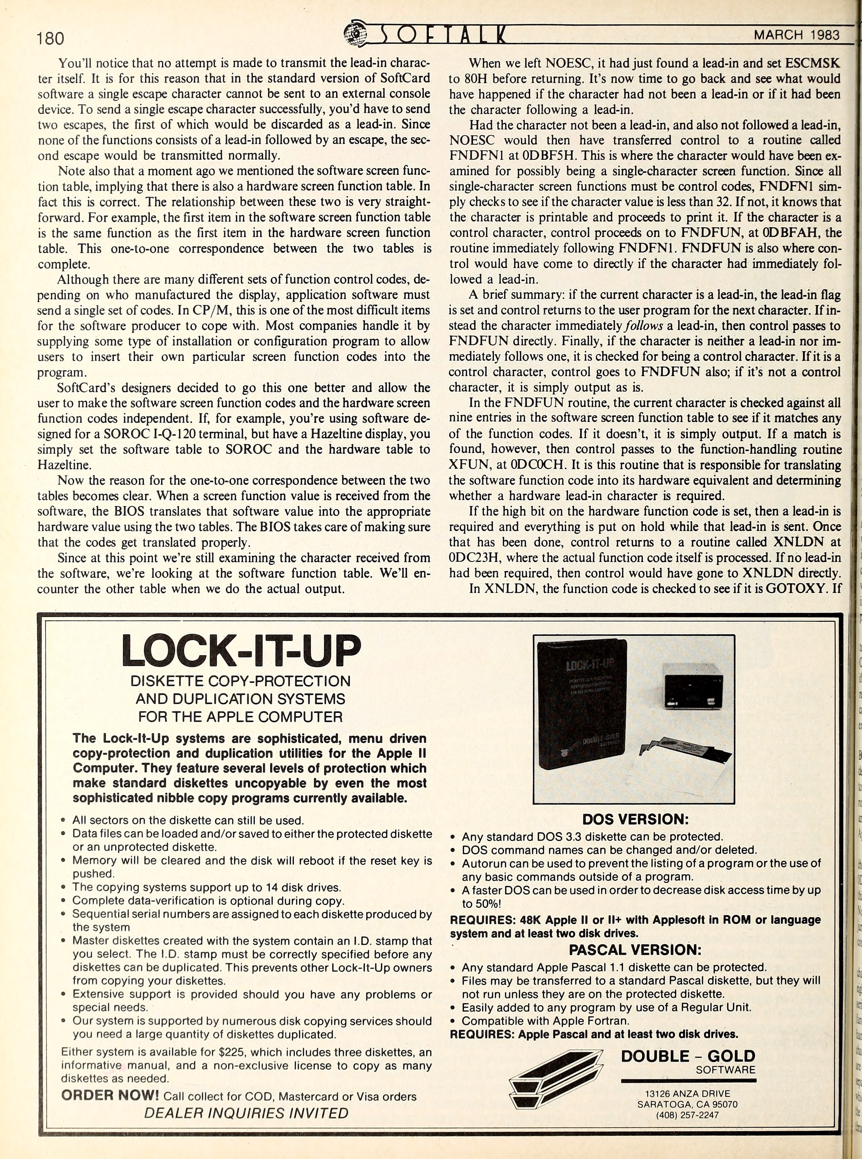 180
SOFTALK
MARCH 1983
You'll notice that no attempt is made to transmit the lead-in charac-
ter itself. It is for this reason that in the standard version of SoftCard
software a single escape character cannot be sent to an external console
device. To send a single escape character successfully, you'd have to send
two escapes, the first of which would be discarded as a lead-in. Since
none of the functions consists of a lead-in followed by an escape, the sec-
ond escape would be transmitted normally.
Note also that a moment ago we mentioned the software screen func-
tion table, implying that there is also a hardware screen function table. In
fact this is correct. The relationship between these two is very straight-
forward. For example, the first item in the software screen function table
is the same function as the first item in the hardware screen function
table. This one-to-one correspondence between the two tables is
complete.
Although there are many different sets of function control codes, de-
pending on who manufactured the display, application software must
send a single set of codes. In CP/M, this is one of the most difficult items
for the software producer to cope with. Most companies handle it by
supplying some type of installation or configuration program to allow
users to insert their own particular screen function codes into the
program.
SoftCard's designers decided to go this one better and allow the
user to make the software screen function codes and the hardware screen
function codes independent. If, for example, you're using software de-
signed for a SOROC I-Q-120 terminal, but have a Hazeltine display, you
simply set the software table to SOROC and the hardware table to
Hazeltine.
Now the reason for the one-to-one correspondence between the two
tables becomes clear. When a screen function value is received from the
software, the BIOS translates that software value into the appropriate
hardware value using the two tables. The BIOS takes care of making sure
that the codes get translated properly.
Since at this point we're still examining the character received from
the software, we're looking at the software function table. We'll en-
counter the other table when we do the actual output.
When we left NOESC, it had just found a lead-in and set ESCMSK
to 80H before returning. It's now time to go back and see what would
have happened if the character had not been a lead-in or if it had been
the character following a lead-in.
Had the character not been a lead-in, and also not followed a lead-in,
NOESC would then have transferred control to a routine called
FNDFN1 at 0DBF5H. This is where the character would have been ex-
amined for possibly being a single-character screen function. Since all
single-character screen functions must be control codes, FNDFN1 sim-
ply checks to see if the character value is less than 32. If not, it knows that
the character is printable and proceeds to print it. If the character is a
control character, control proceeds on to FNDFUN, at 0DBFAH, the
routine immediately following FNDFN1. FNDFUN is also where con-
trol would have come to directly if the character had immediately fol-
lowed a lead-in.
A brief summary: if the current character is a lead-in, the lead-in flag
is set and control returns to the user program for the next character. If in-
stead the character immediately follows a lead-in, then control passes to
FNDFUN directly. Finally, if the character is neither a lead-in nor im-
mediately follows one, it is checked for being a control character. If it is a
control character, control goes to FNDFUN also; if it's not a control
character, it is simply output as is.
In the FNDFUN routine, the current character is checked against all
nine entries in the software screen function table to see if it matches any
of the function codes. If it doesn't, it is simply output. If a match is
found, however, then control passes to the function-handling routine
XFUN, at 0DC0CH. It is this routine that is responsible for translating
the software function code into its hardware equivalent and determining
whether a hardware lead-in character is required.
If the high bit on the hardware function code is set, then a lead-in is
required and everything is put on hold while that lead-in is sent. Once
that has been done, control returns to a routine called XNLDN at
0DC23H, where the actual function code itself is processed. If no lead-in
had been required, then control would have gone to XNLDN directly.
In XNLDN, the function code is checked to see if it is GOTOXY. If
LOCK-IT-UP
DISKETTE COPY-PROTECTION
AND DUPLICATION SYSTEMS
FOR THE APPLE COMPUTER
The Lock-It-Up systems are sophisticated, menu driven
copy-protection and duplication utilities for the Apple II
Computer. They feature several levels of protection which
make standard diskettes uncopyable by even the most
sophisticated nibble copy programs currently available.
• All sectors on the diskette can still be used.
• Data files can be loaded and/or saved to either the protected diskette
or an unprotected diskette.
• Memory will be cleared and the disk will reboot if the reset key is
pushed.
• The copying systems support up to 14 disk drives.
• Complete data-verification is optional during copy.
• Sequential serial numbers are assigned to each diskette produced by
the system
• Master diskettes created with the system contain an I.D. stamp that
you select. The I.D. stamp must be correctly specified before any
diskettes can be duplicated. This prevents other Lock-It-Up owners
from copying your diskettes.
• Extensive support is provided should you have any problems or
special needs.
• Our system is supported by numerous disk copying services should
you need a large quantity of diskettes duplicated.
Either system is available for $225, which includes three diskettes, an
informative manual, and a non-exclusive license to copy as many
diskettes as needed.
ORDER NOW! Call collect for COD, Mastercard or Visa orders
DEALER INQUIRIES INVITED
LOCK-IT-UP
DOUBLE-GOLD
DOS VERSION:
• Any standard DOS 3.3 diskette can be protected.
• DOS command names can be changed and/or deleted.
• Autorun can be used to prevent the listing of a program or the use of
any basic commands outside of a program.
• A faster DOS can be used in order to decrease disk access time by up
to 50%!
REQUIRES: 48K Apple II or II+ with Applesoft in ROM or language
system and at least two disk drives.
PASCAL VERSION:
• Any standard Apple Pascal 1.1 diskette can be protected.
• Files may be transferred to a standard Pascal diskette, but they will
not run unless they are on the protected diskette.
• Easily added to any program by use of a Regular Unit.
• Compatible with Apple Fortran.
REQUIRES: Apple Pascal and at least two disk drives.
DOUBLE - GOLD
SOFTWARE
13126 ANZA DRIVE
SARATOGA, CA 95070
(408) 257-2247